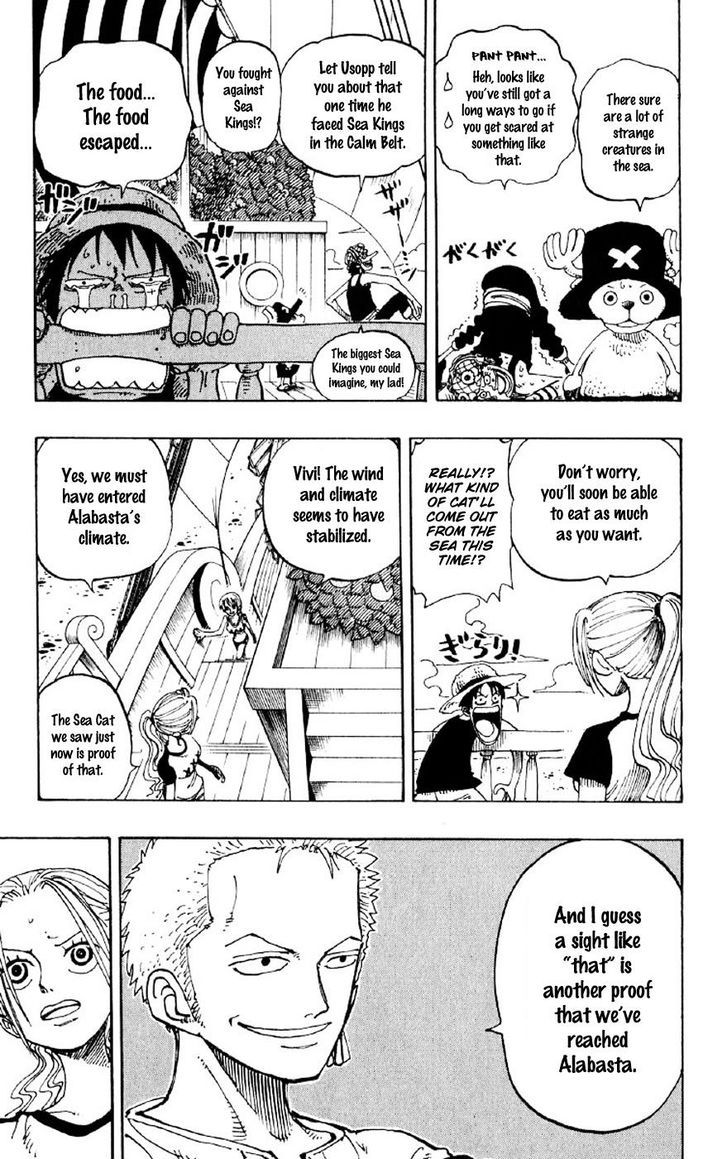 There sure
are a lot of
strange
creatures in
the sea.
PANT PANT...
Heh, looks like
you've still got a
long ways to go if
you get scared at
something like
that.
がくがく
Let Usopp tell
you about that
one time he
faced Sea Kings
in the Calm Belt.
You fought
against
Sea
Kings!?
The food...
The food
escaped...
The biggest Sea
Kings you could
imagine, my lad!
Don't worry,
you'll soon be able
to eat as much
as you want.
REALLY!?
WHAT KIND
OF CAT'LL
COME OUT
FROM THE
SEA THIS
TIME!?
ぎらり!
Vivi! The wind
and climate
seems to have
stabilized.
Yes, we must
have entered
Alabasta's
climate.
The Sea Cat
we saw just
now is proof
of that.
And I guess
a sight like
"that" is
another proof
that we've
reached
Alabasta.